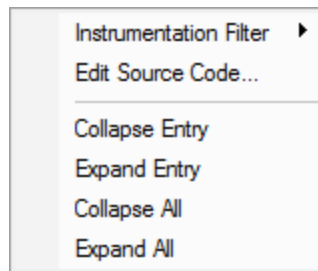 Instrumentation Filter
Edit Source Code...
Collapse Entry
Expand Entry
Collapse All
Expand All